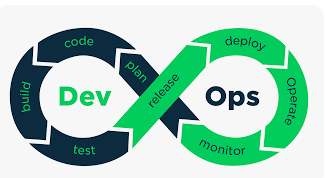 code
plan
build
Dev
test
release
deploy
Operate
Ops
monitor